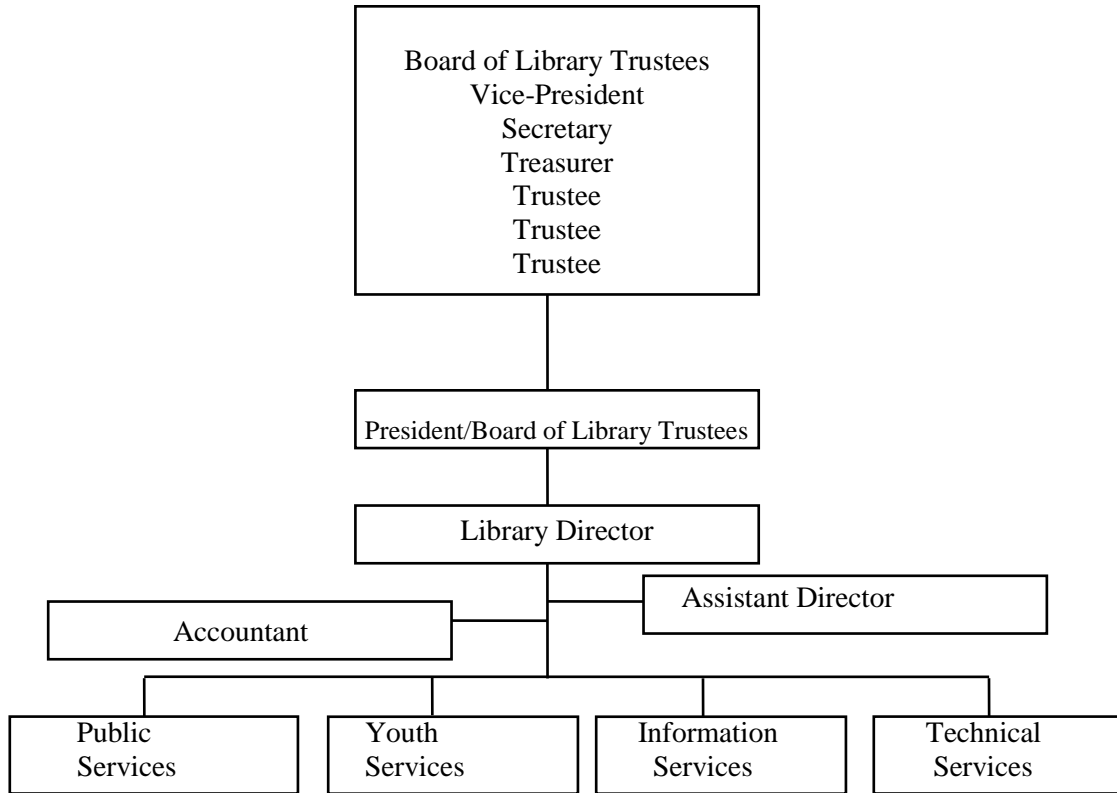 Board of Library Trustees
Vice-President
Secretary
Treasurer
Trustee
Trustee
Trustee
President/Board of Library Trustees
Library Director
Assistant Director
Accountant
Public
Services
Youth
Services
Information
Services
Technical
Services